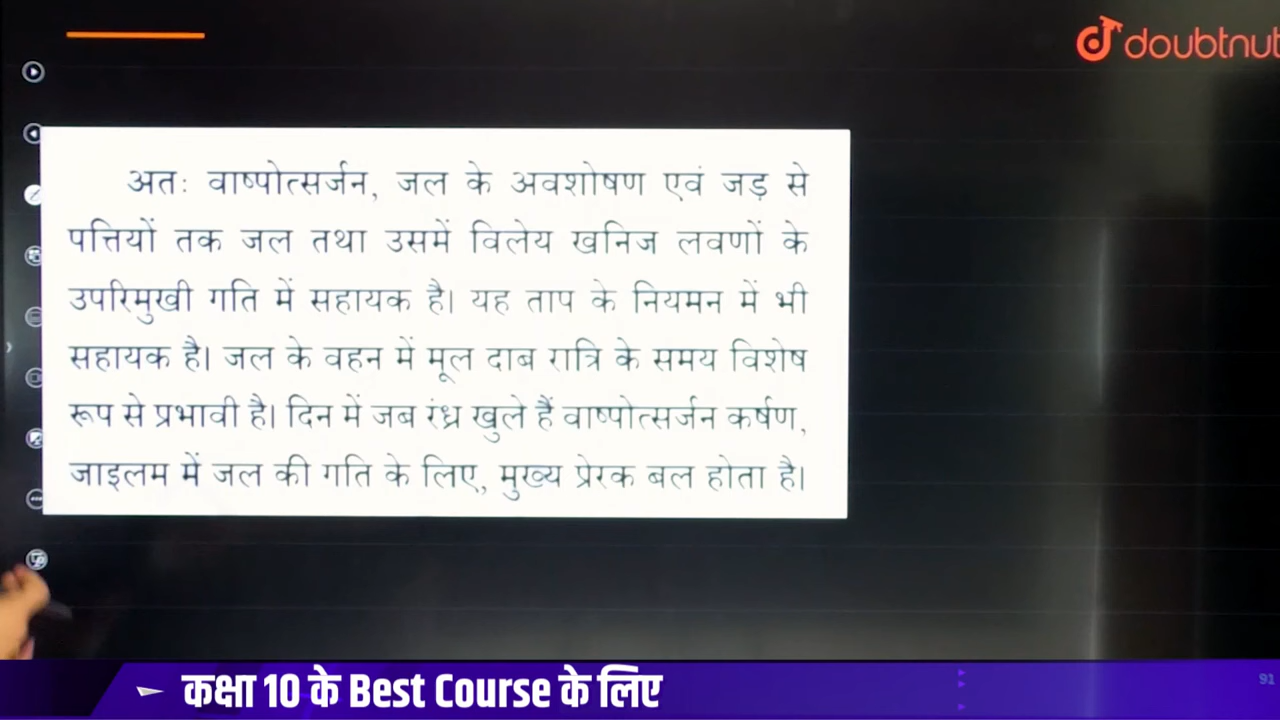 doubtnut
अतः वाष्पोत्सर्जन, जल के अवशोषण एवं जड़ से
पत्तियों तक जल तथा उसमें विलेय खनिज लवणों के
उपरिमुखी गति में सहायक है। यह ताप के नियमन में भी
सहायक है। जल के वहन में मूल दाब रात्रि के समय विशेष
रूप से प्रभावी है। दिन में जब रंध्र खुले हैं वाष्पोत्सर्जन कर्षण,
जाइलम में जल की गति के लिए, मुख्य प्रेरक बल होता है।
कक्षा 10 के Best Course के लिए
91